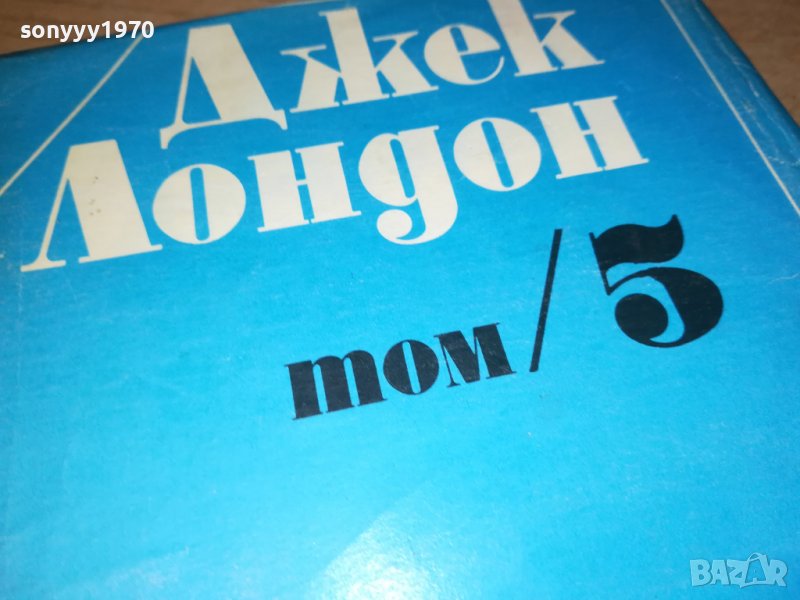 sonyyy1970
Джек
Лондон
том/5
BAZAR